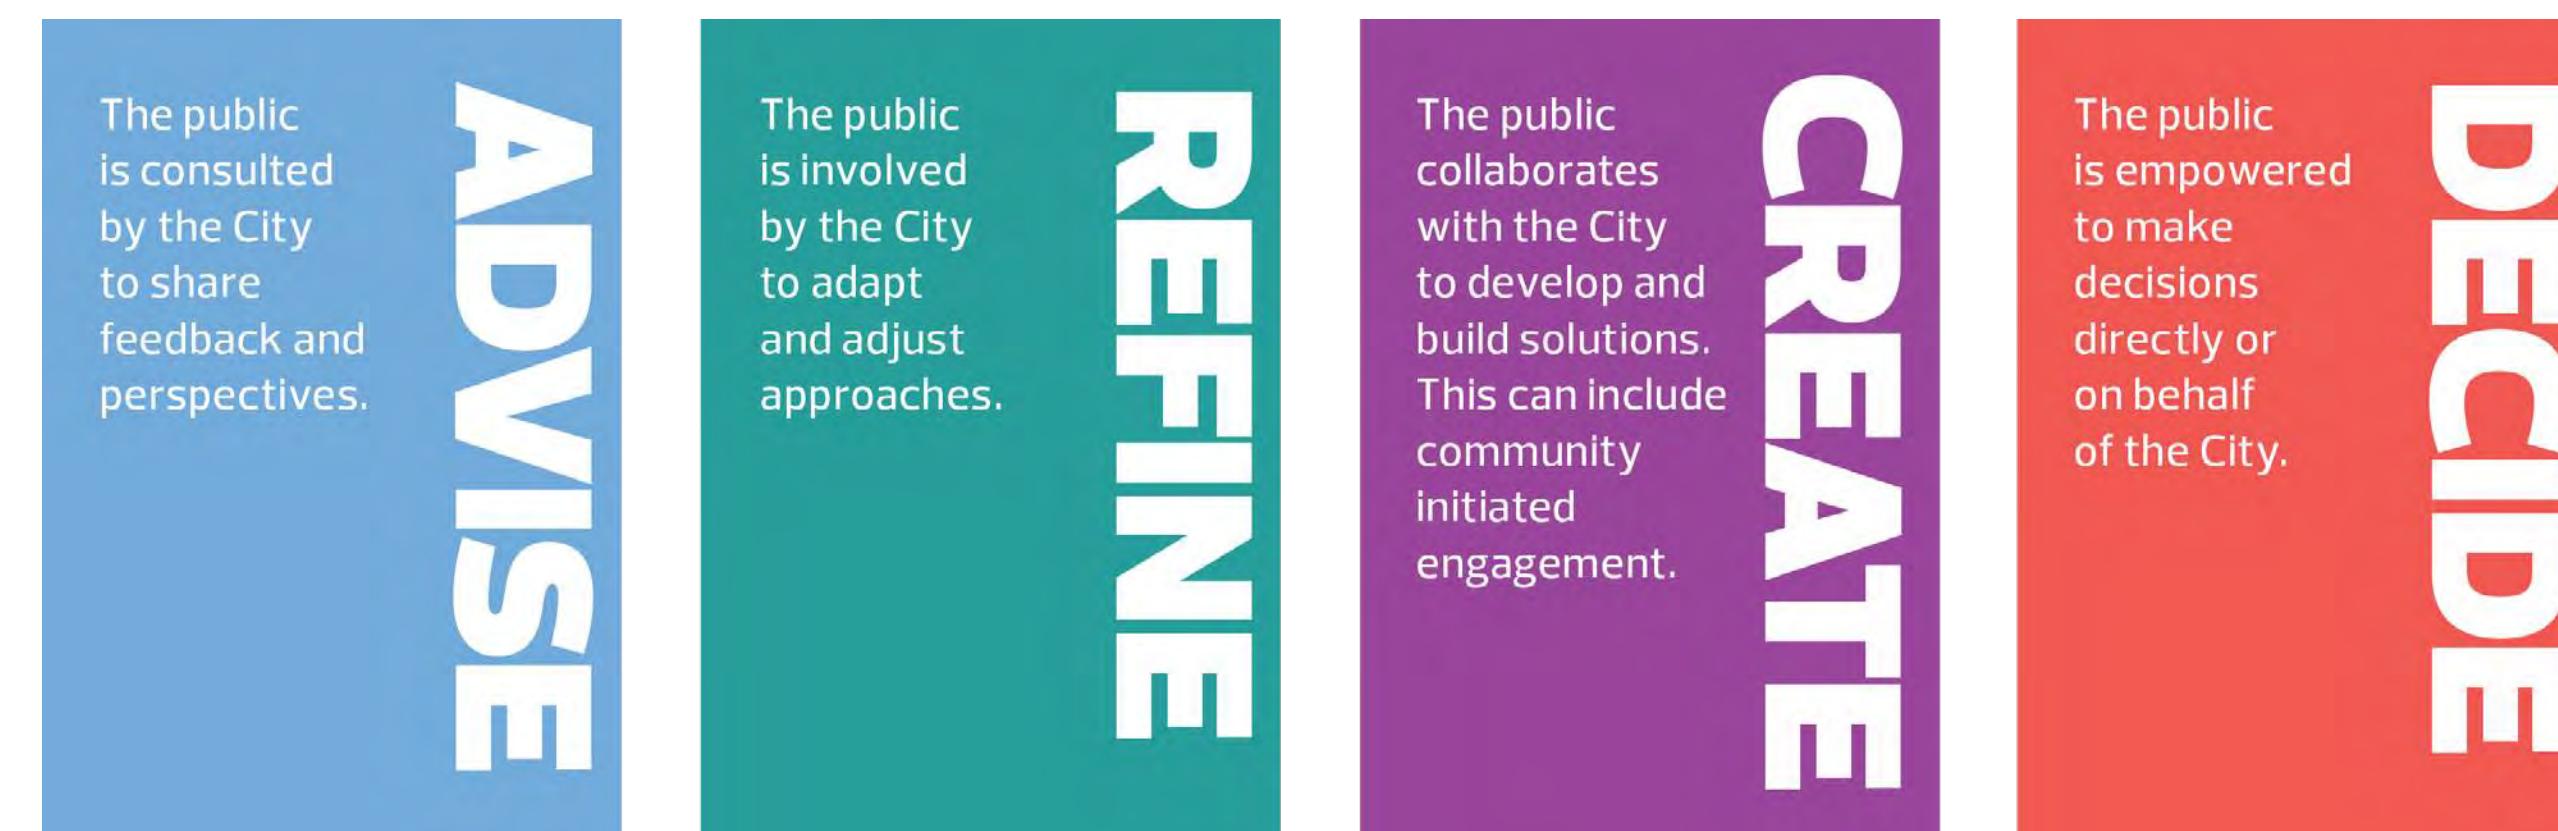 The public
is consulted
by the City
to share
feedback and
perspectives.
ADVISE
The public
is involved
by the City
to adapt
and adjust
approaches.
REFINE
The public
collaborates
with the City
to develop and
build solutions.
This can include
community
initiated
engagement.
CREATE
The public
is empowered
to make
decisions
directly or
on behalf
of the City.
DECIDE